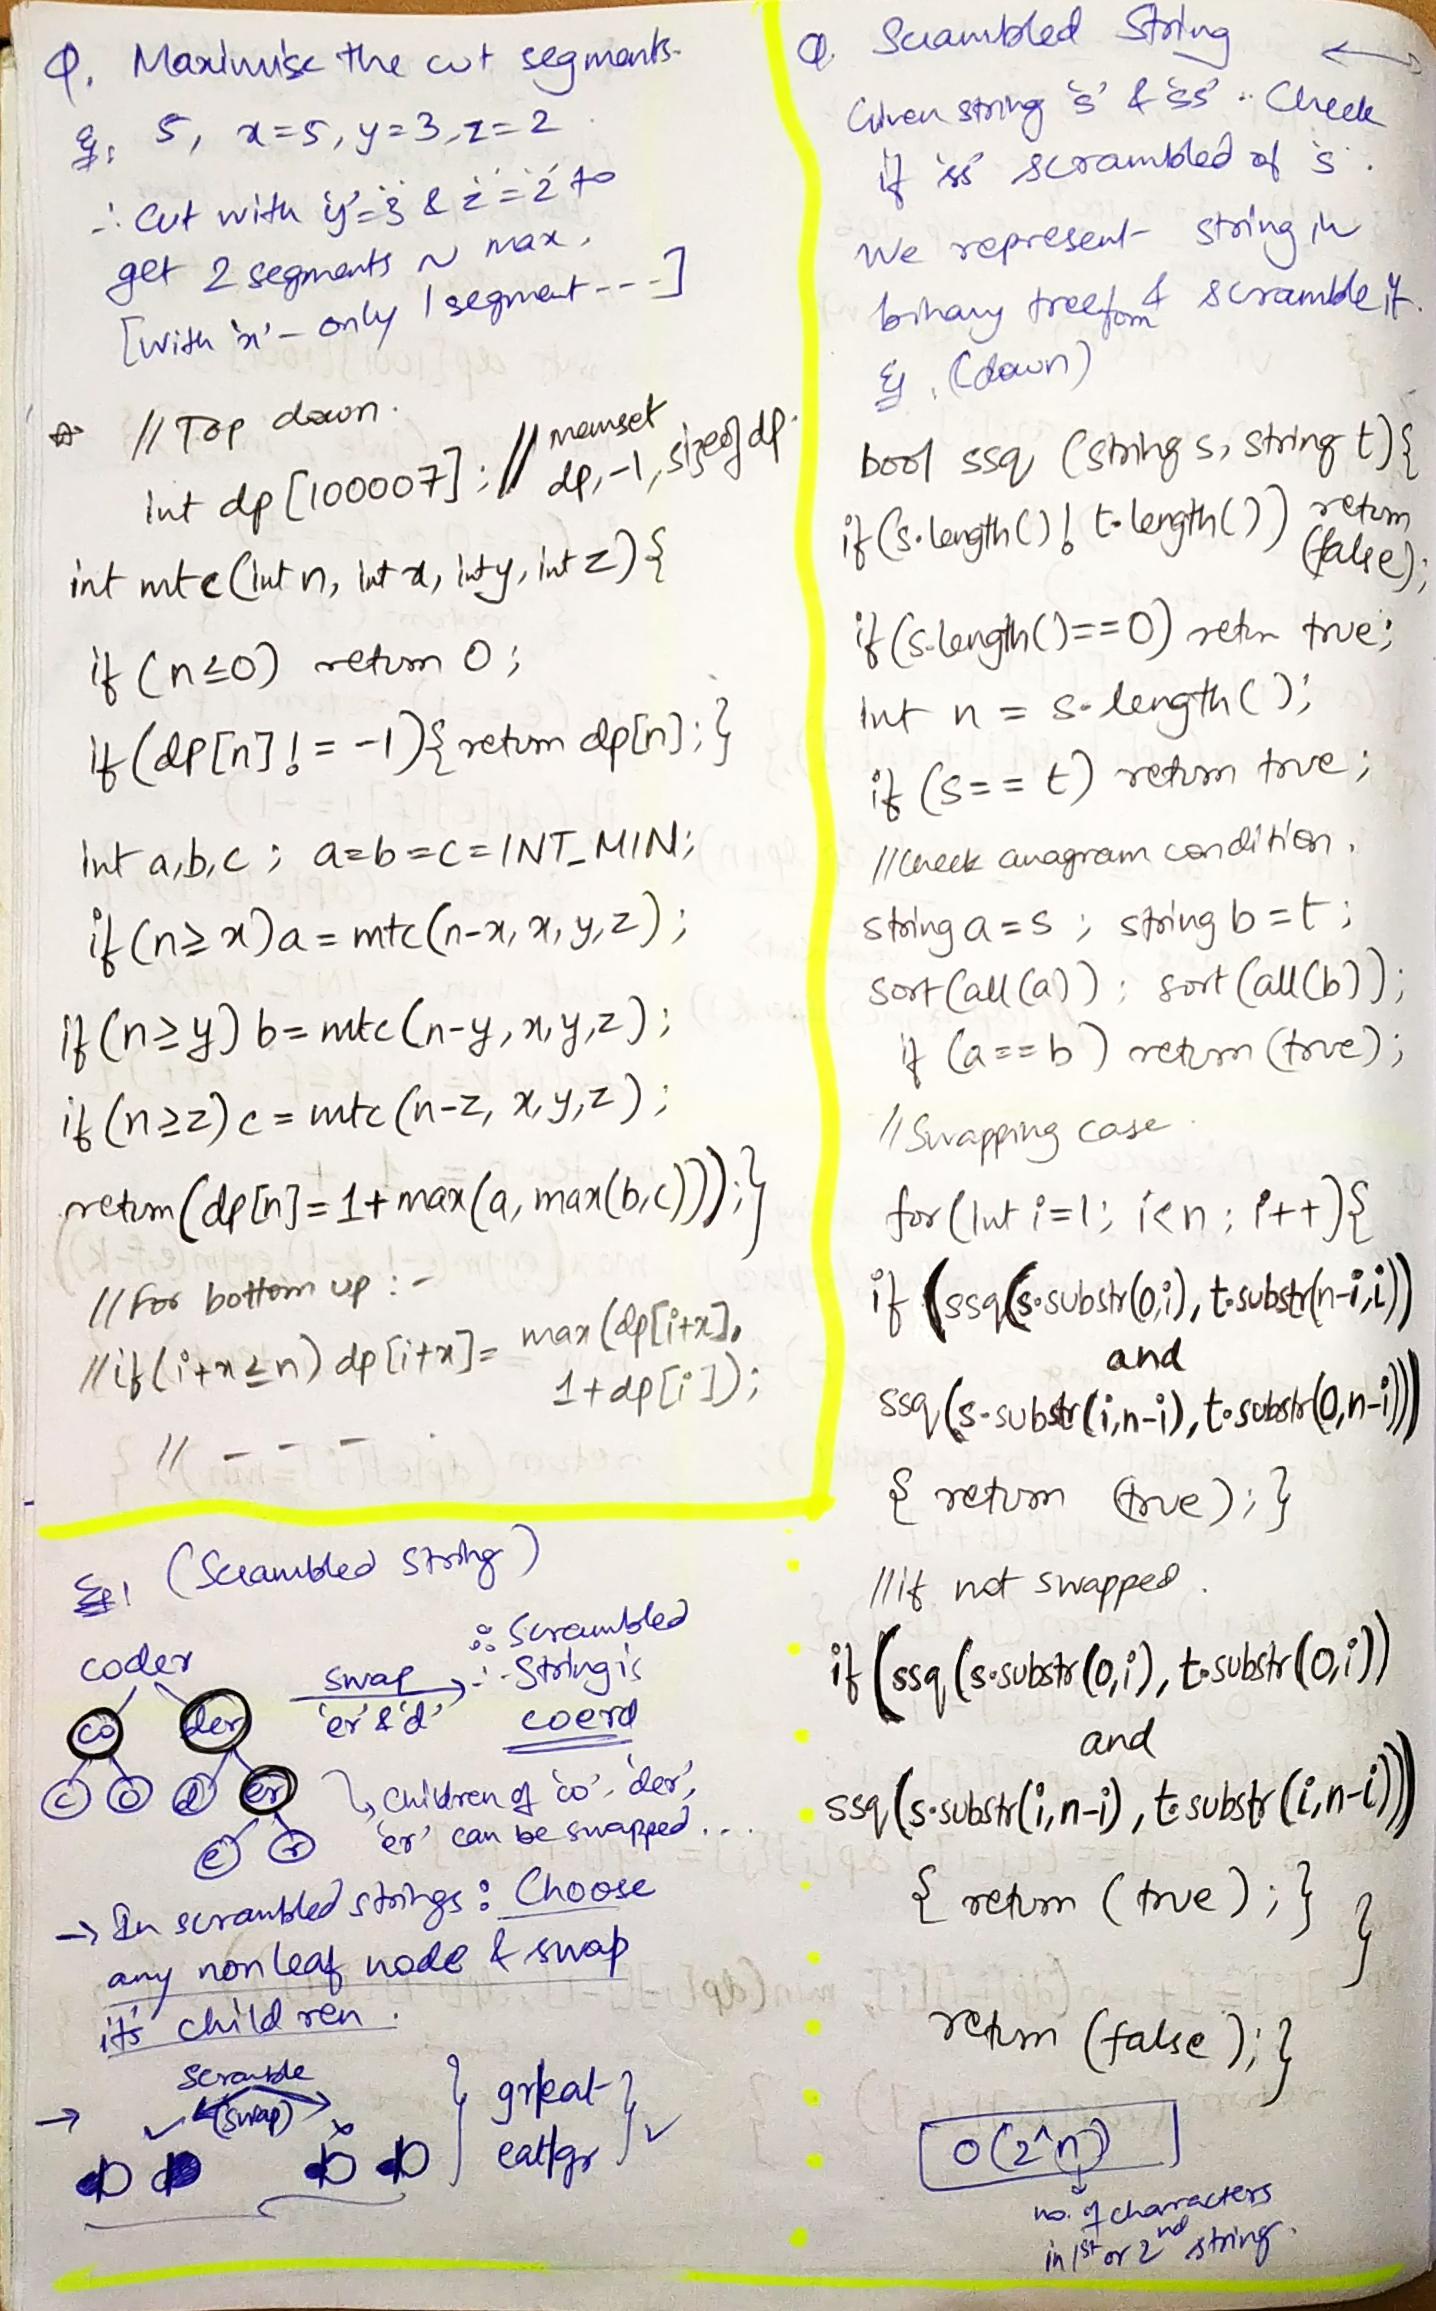 Q. Maximise the cut segments.
Eg: 5, x=5, y=3, z=2
∴ Cut with 'y'=3 & 'z'='2' to
get 2 segments ~ max.
[with 'x' - only 1 segment ---]
// Top down.
int dp[100007]; // memset
dp, -1, sizeof dp.
int mtc(int n, int x, int y, int z){
if (n≤0) return 0;
if (dp[n] != -1){ return dp[n]; }
int a,b,c ; a=b=c=INT_MIN;
if (n≥x) a = mtc(n-x, x, y, z);
if (n≥y) b = mtc(n-y, x, y, z);
if (n≥z) c = mtc(n-z, x, y, z);
return (dp[n] = 1+max(a, max(b,c)));}
// For bottom up :-
// if (i+x≤n) dp[i+x] = max(dp[i+x],
1+dp[i]);
// - - - .
Eg: (Scrambled String)
coder
co der
c o d er
e r
swap
'er' & 'd'
∴ Scrambled
String is
coerd
↳ children of 'co', 'der',
'er' can be swapped...
→ In scrambled strings : Choose
any non leaf node & swap
its' children.
scramble
(swap)
→
gr|eat
eat|gr
Q. Scrambled String
Given string 's' & 'ss' .. Check
if 'ss' scrambled of 's'.
We represent string in
binary tree form & scramble it.
Eg. (down)
bool ssq (string s, string t){
if (s.length() ! t.length()) return
(false);
if (s.length()==0) retrn true;
int n = s.length();
if (s == t) return true;
// Check anagram condition.
string a=s ; string b=t;
sort(all(a)); sort(all(b));
if (a==b) return (true);
// Swapping case.
for(int i=1; i<n; i++){
if (ssq(s.substr(0,i), t.substr(n-i,i))
and
ssq(s.substr(i,n-i), t.substr(0,n-i)))
{ return (true); }
// if not swapped.
if (ssq(s.substr(0,i), t.substr(0,i))
and
ssq(s.substr(i,n-i), t.substr(i,n-i)))
{ return (true); }
}
return (false); }
O(2^n)
no. of characters
in 1st or 2nd string.